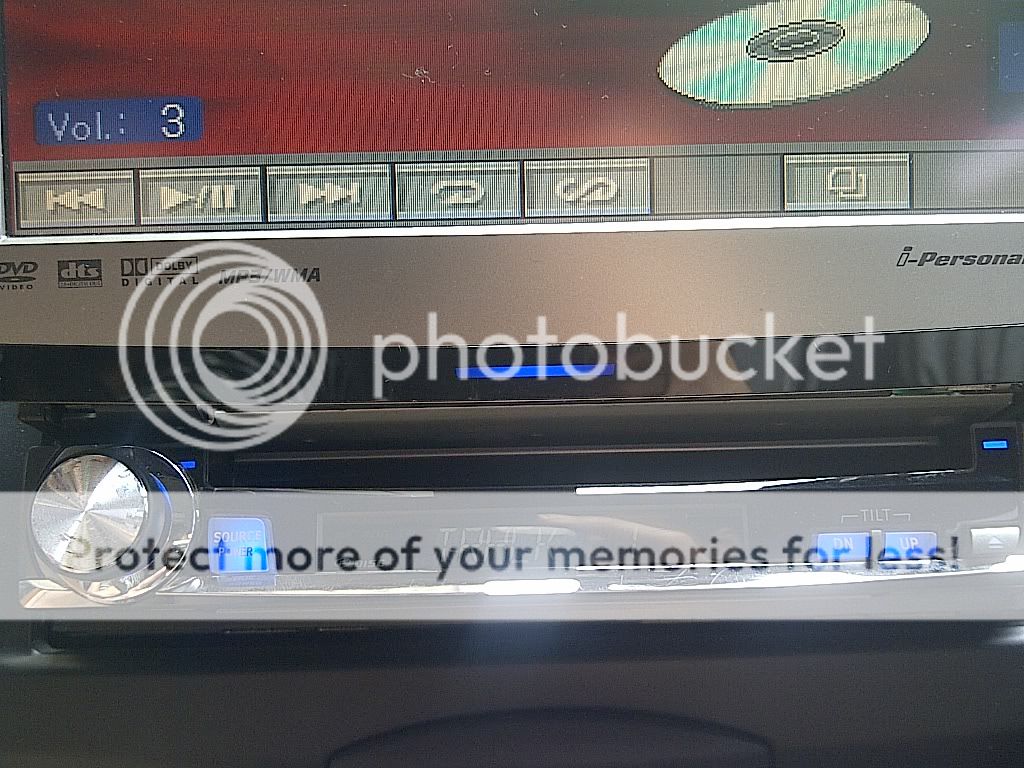 Vol.: 3
DVD VIDEO
dts
DOLBY DIGITAL
MP3/WMA
i-Personal
photobucket
SOURCE
POWER
TILT
DN
UP
Protect more of your memories for less!